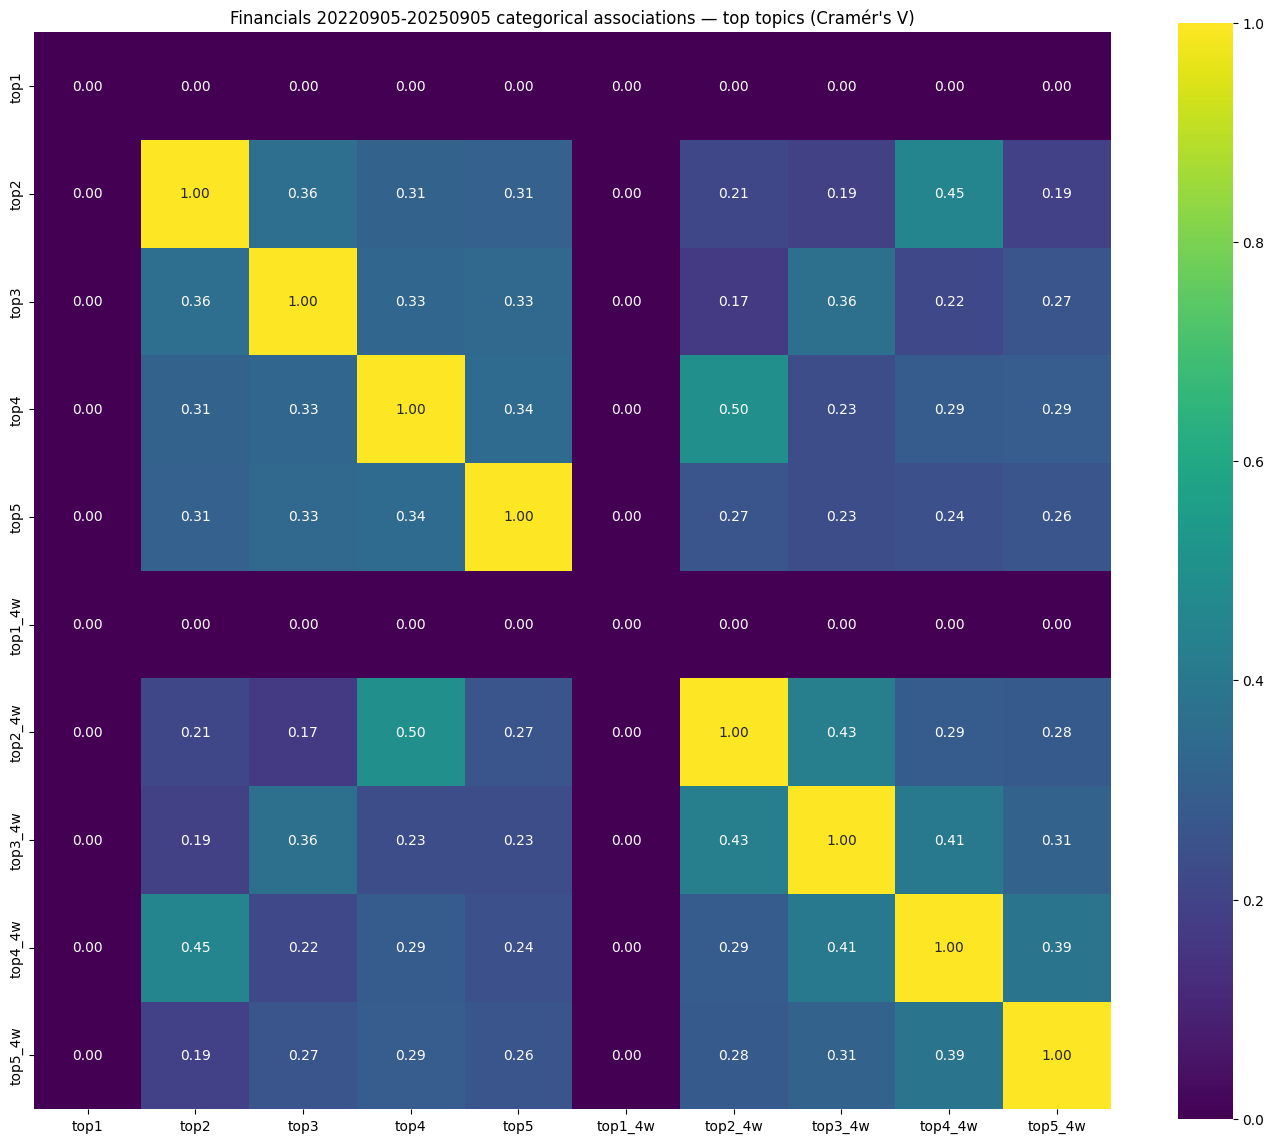 Financials 20220905-20250905 categorical associations — top topics (Cramér's V)
top1 0.00 0.00 0.00 0.00 0.00 0.00 0.00 0.00 0.00 0.00
top2 0.00 1.00 0.36 0.31 0.31 0.00 0.21 0.19 0.45 0.19
top3 0.00 0.36 1.00 0.33 0.33 0.00 0.17 0.36 0.22 0.27
top4 0.00 0.31 0.33 1.00 0.34 0.00 0.50 0.23 0.29 0.29
top5 0.00 0.31 0.33 0.34 1.00 0.00 0.27 0.23 0.24 0.26
top1_4w 0.00 0.00 0.00 0.00 0.00 0.00 0.00 0.00 0.00 0.00
top2_4w 0.00 0.21 0.17 0.50 0.27 0.00 1.00 0.43 0.29 0.28
top3_4w 0.00 0.19 0.36 0.23 0.23 0.00 0.43 1.00 0.41 0.31
top4_4w 0.00 0.45 0.22 0.29 0.24 0.00 0.29 0.41 1.00 0.39
top5_4w 0.00 0.19 0.27 0.29 0.26 0.00 0.28 0.31 0.39 1.00
top1 top2 top3 top4 top5 top1_4w top2_4w top3_4w top4_4w top5_4w
1.0
0.8
0.6
0.4
0.2
0.0